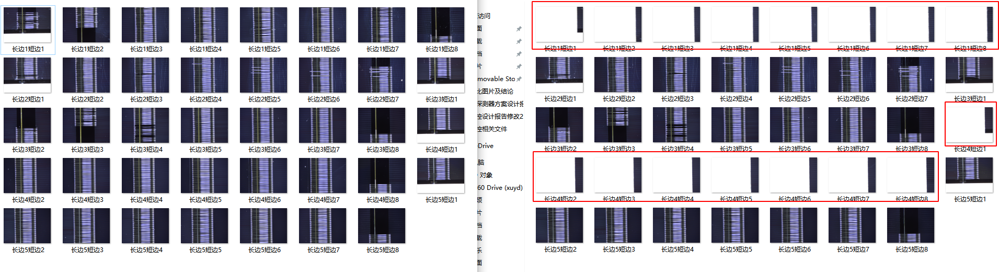 长边1短边1 长边1短边2 长边1短边3 长边1短边4 长边1短边5 长边1短边6 长边1短边7 长边1短边8
长边2短边1 长边2短边2 长边2短边3 长边2短边4 长边2短边5 长边2短边6 长边2短边7 长边3短边1
长边3短边2 长边3短边3 长边3短边4 长边3短边5 长边3短边6 长边3短边7 长边3短边8 长边4短边1
长边4短边2 长边4短边3 长边4短边4 长边4短边5 长边4短边6 长边4短边7 长边4短边8 长边5短边1
长边5短边2 长边5短边3 长边5短边4 长边5短边5 长边5短边6 长边5短边7 长边5短边8
访问
面
载
档
片
movable Sto
比图片及结论
探测器方案设计报
控设计报告修改2
控相关文件
eDrive
脑
对象
60 Drive (xuyd)
频
片
档
载
乐
面
长边1短边1 长边1短边2 长边1短边3 长边1短边4 长边1短边5 长边1短边6 长边1短边7 长边1短边8
长边2短边1 长边2短边2 长边2短边3 长边2短边4 长边2短边5 长边2短边6 长边2短边7 长边3短边1
长边3短边2 长边3短边3 长边3短边4 长边3短边5 长边3短边6 长边3短边7 长边3短边8 长边4短边1
长边4短边2 长边4短边3 长边4短边4 长边4短边5 长边4短边6 长边4短边7 长边4短边8 长边5短边1
长边5短边2 长边5短边3 长边5短边4 长边5短边5 长边5短边6 长边5短边7 长边5短边8